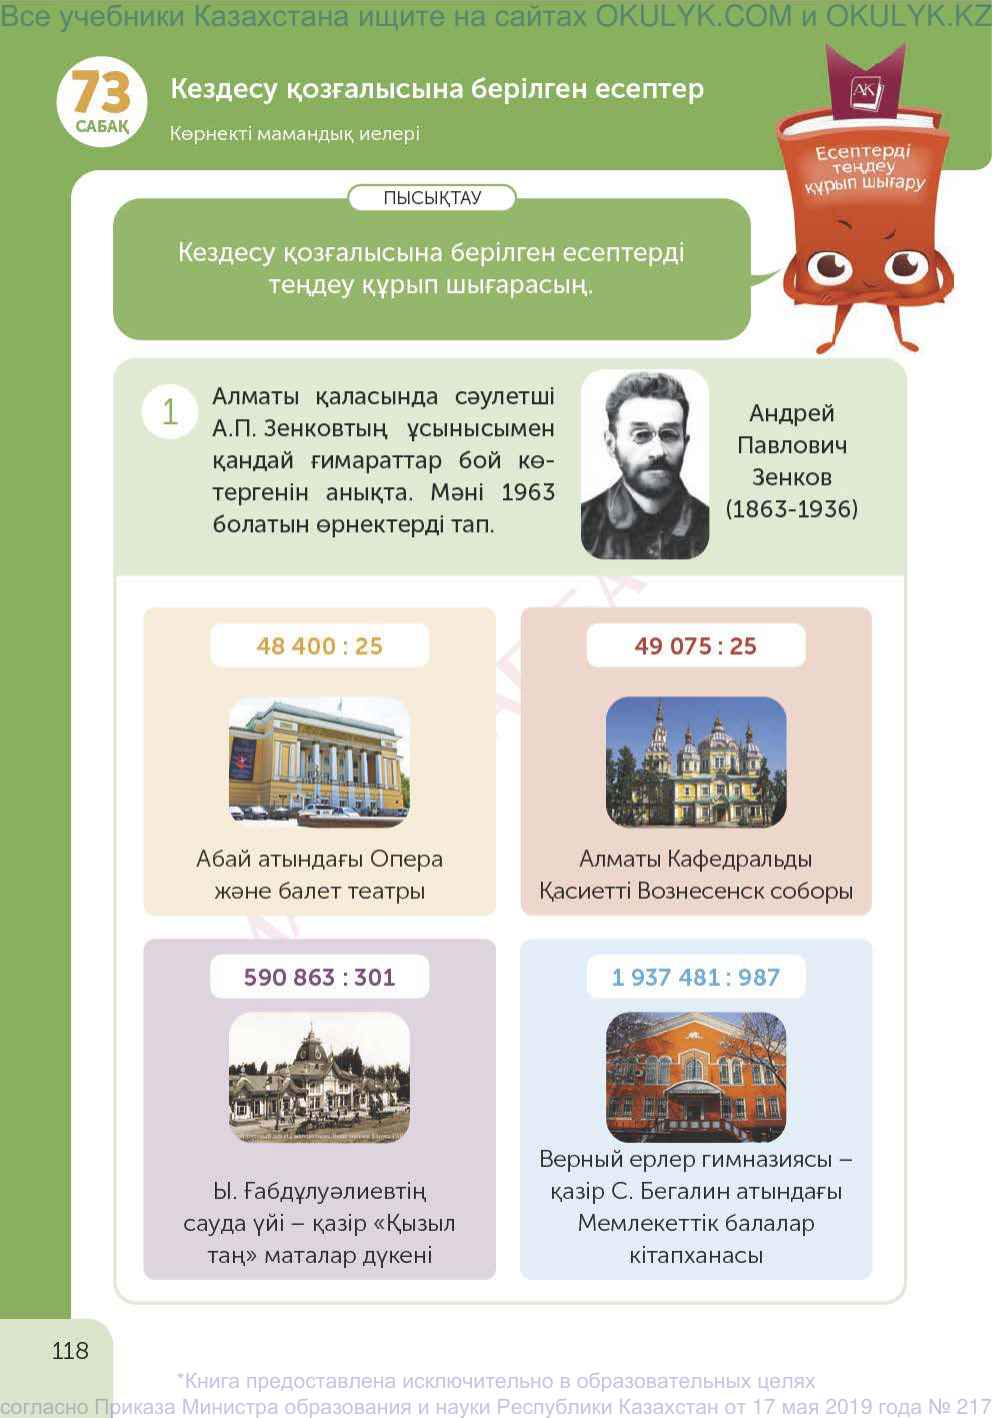 Все учебники Казахстана ищите на сайтах OKULYK.COM и OKULYK.KZ
73
САБАҚ
Кездесу қозғалысына берілген есептер
Көрнекті мамандық иелері
АК
Есептерді
теңдеу
құрып шығару
ПЫСЫҚТАУ
Кездесу қозғалысына берілген есептерді
теңдеу құрып шығарасың.
1
Алматы қаласында сәулетші
А.П. Зенковтың ұсынысымен
қандай ғимараттар бой кө-
тергенін анықта. Мәні 1963
болатын өрнектерді тап.
Андрей
Павлович
Зенков
(1863-1936)
48 400 : 25
Абай атындағы Опера
және балет театры
49 075 : 25
Алматы Кафедральды
Қасиетті Вознесенск соборы
590 863 : 301
Ы. Ғабдұлуәлиевтің
сауда үйі – қазір «Қызыл
таң» маталар дүкені
1 937 481 : 987
Верный ерлер гимназиясы –
қазір С. Бегалин атындағы
Мемлекеттік балалар
кітапханасы
118
*Книга предоставлена исключительно в образовательных целях
согласно Приказа Министра образования и науки Республики Казахстан от 17 мая 2019 года № 217